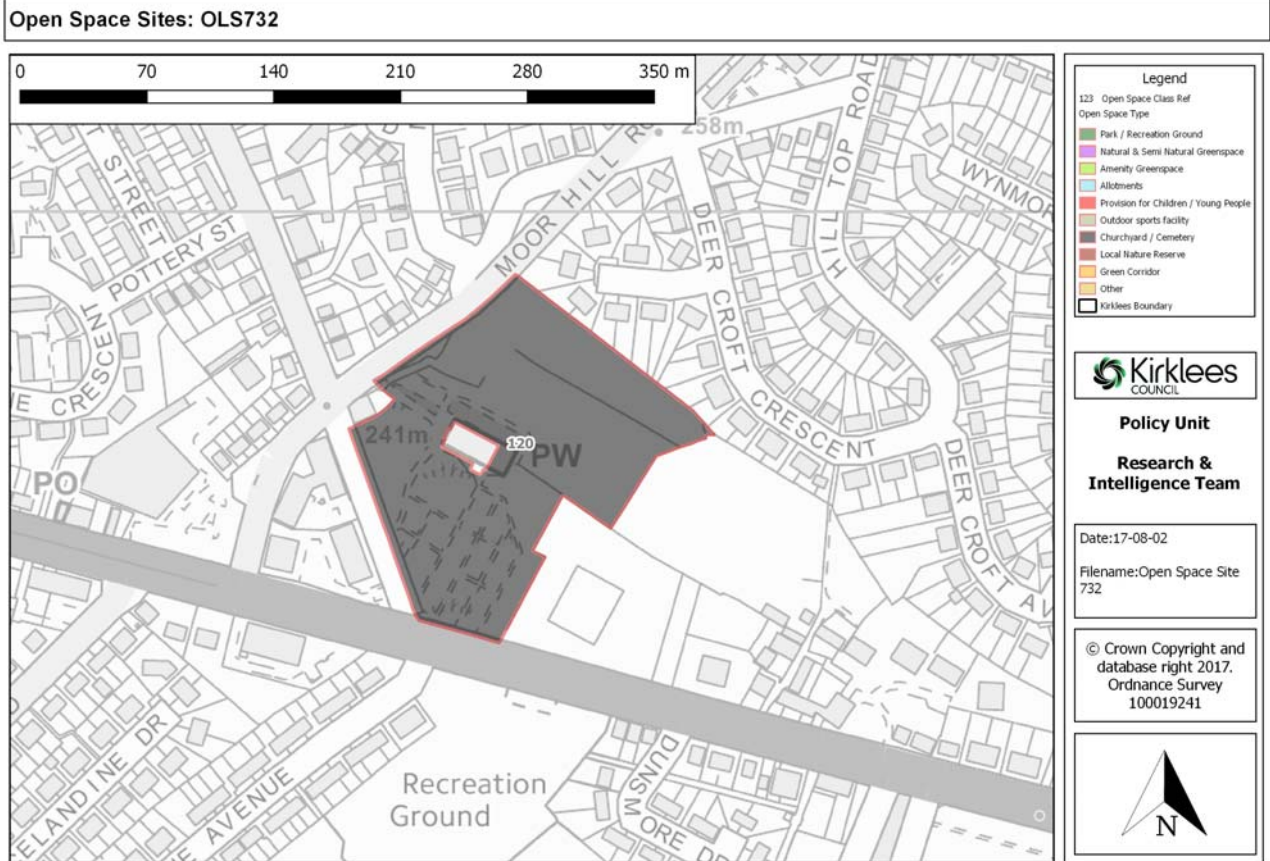 Open Space Sites: OLS732
0 70 140 210 280 350 m
258m
HILL TOP ROAD
STREET
MOOR HILL
POTTERY ST
DEER CROFT CRESCENT
CRESCENT
241m
120
PW
PO
DEER CROFT
Recreation
Ground
AVENUE
DUNSMORE
Legend
123 Open Space Class Ref
Open Space Type
Park / Recreation Ground
Natural & Semi Natural Greenspace
Amenity Greenspace
Allotments
Provision for Children / Young People
Outdoor sports facility
Churchyard / Cemetery
Local Nature Reserve
Green Corridor
Other
Kirklees Boundary
Kirklees
COUNCIL
Policy Unit
Research &
Intelligence Team
Date:17-08-02
Filename:Open Space Site
732
© Crown Copyright and
database right 2017.
Ordnance Survey
100019241
N